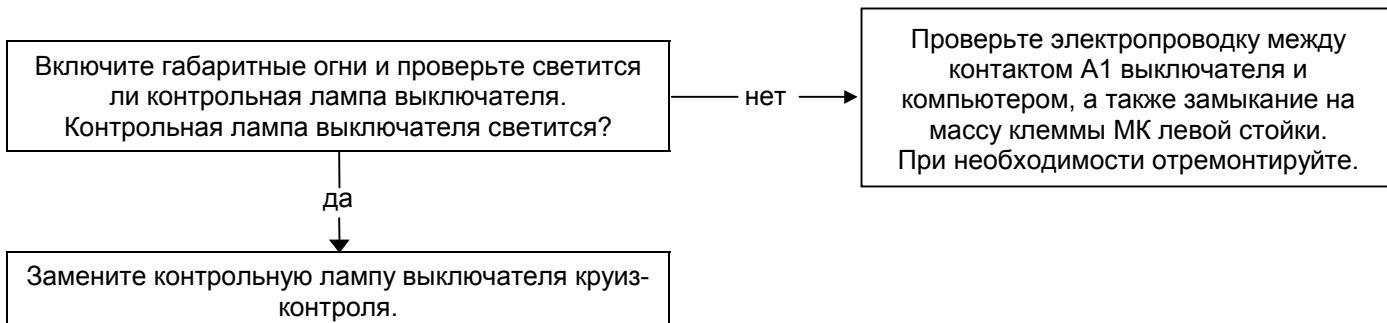 Включите габаритные огни и проверьте светится
ли контрольная лампа выключателя.
Контрольная лампа выключателя светится?
нет
Проверьте электропроводку между
контактом А1 выключателя и
компьютером, а также замыкание на
массу клеммы МК левой стойки.
При необходимости отремонтируйте.
да
Замените контрольную лампу выключателя круиз-
контроля.